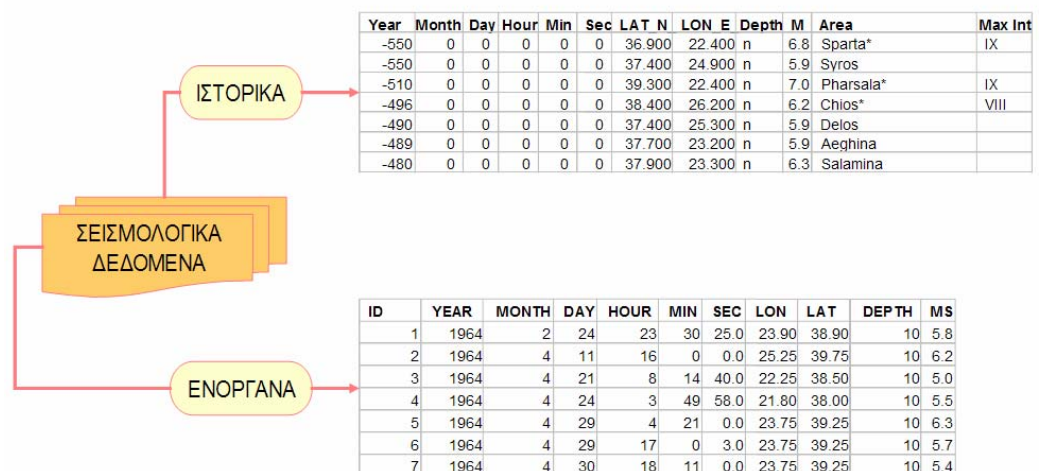 Year Month Day Hour Min Sec LAT_N LON_E Depth M Area Max Int
-550 0 0 0 0 0 36.900 22.400 n 6.8 Sparta* IX
-550 0 0 0 0 0 37.400 24.900 n 5.9 Syros
-510 0 0 0 0 0 39.300 22.400 n 7.0 Pharsala* IX
-496 0 0 0 0 0 38.400 26.200 n 6.2 Chios* VIII
-490 0 0 0 0 0 37.400 25.300 n 5.9 Delos
-489 0 0 0 0 0 37.700 23.200 n 5.9 Aeghina
-480 0 0 0 0 0 37.900 23.300 n 6.3 Salamina
ΙΣΤΟΡΙΚΑ
ΣΕΙΣΜΟΛΟΓΙΚΑ
ΔΕΔΟΜΕΝΑ
ΕΝΟΡΓΑΝΑ
ID YEAR MONTH DAY HOUR MIN SEC LON LAT DEPTH MS
1 1964 2 24 23 30 25.0 23.90 38.90 10 5.8
2 1964 4 11 16 0 0.0 25.25 39.75 10 6.2
3 1964 4 21 8 14 40.0 22.25 38.50 10 5.0
4 1964 4 24 3 49 58.0 21.80 38.00 10 5.5
5 1964 4 29 4 21 0.0 23.75 39.25 10 6.3
6 1964 4 29 17 0 3.0 23.75 39.25 10 5.7
7 1964 4 30 18 11 0.0 23.75 39.25 10 5.4